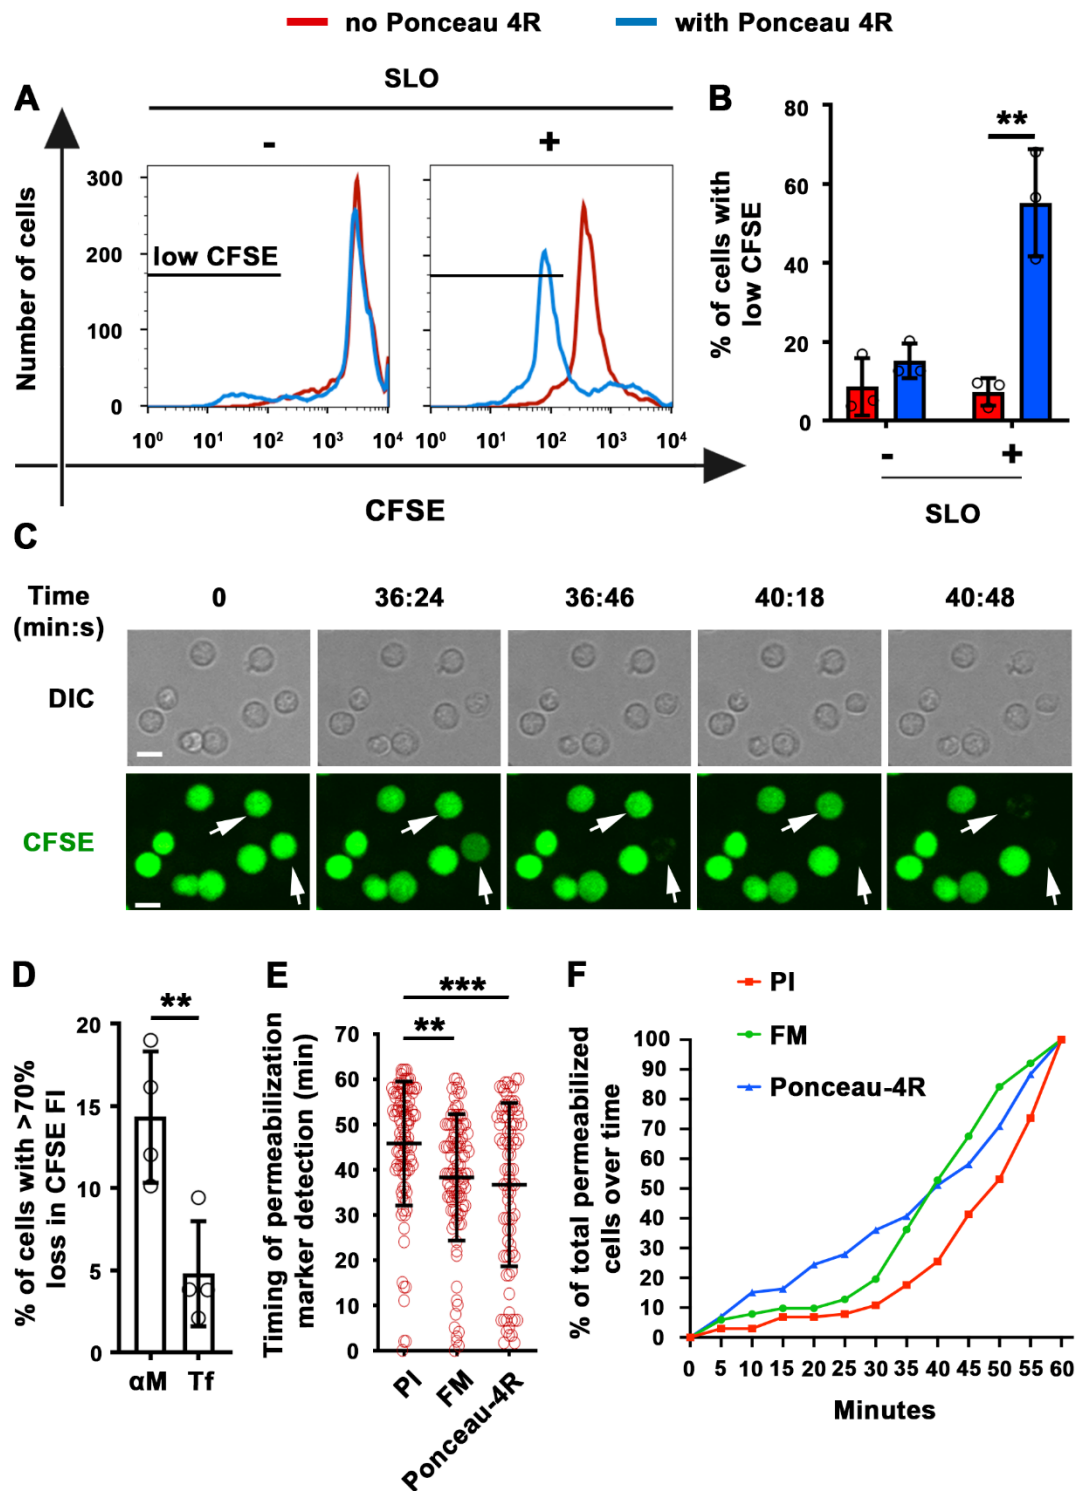 no Ponceau 4R with Ponceau 4R
A
SLO
- +
Number of cells
300
200
100
0
low CFSE
10⁰ 10¹ 10² 10³ 10⁴ 10⁰ 10¹ 10² 10³ 10⁴
CFSE
B
% of cells with
low CFSE
80
60
40
20
0
**
- +
SLO
C
Time
(min:s)
0 36:24 36:46 40:18 40:48
DIC
CFSE
D
% of cells with >70%
loss in CFSE FI
20
15
10
5
0
**
αM Tf
E
Timing of permeabilization
marker detection (min)
70
60
50
40
30
20
10
0
***
**
PI FM Ponceau-4R
F
PI
FM
Ponceau-4R
% of total permeabilized
cells over time
100
90
80
70
60
50
40
30
20
10
0
0 5 10 15 20 25 30 35 40 45 50 55 60
Minutes